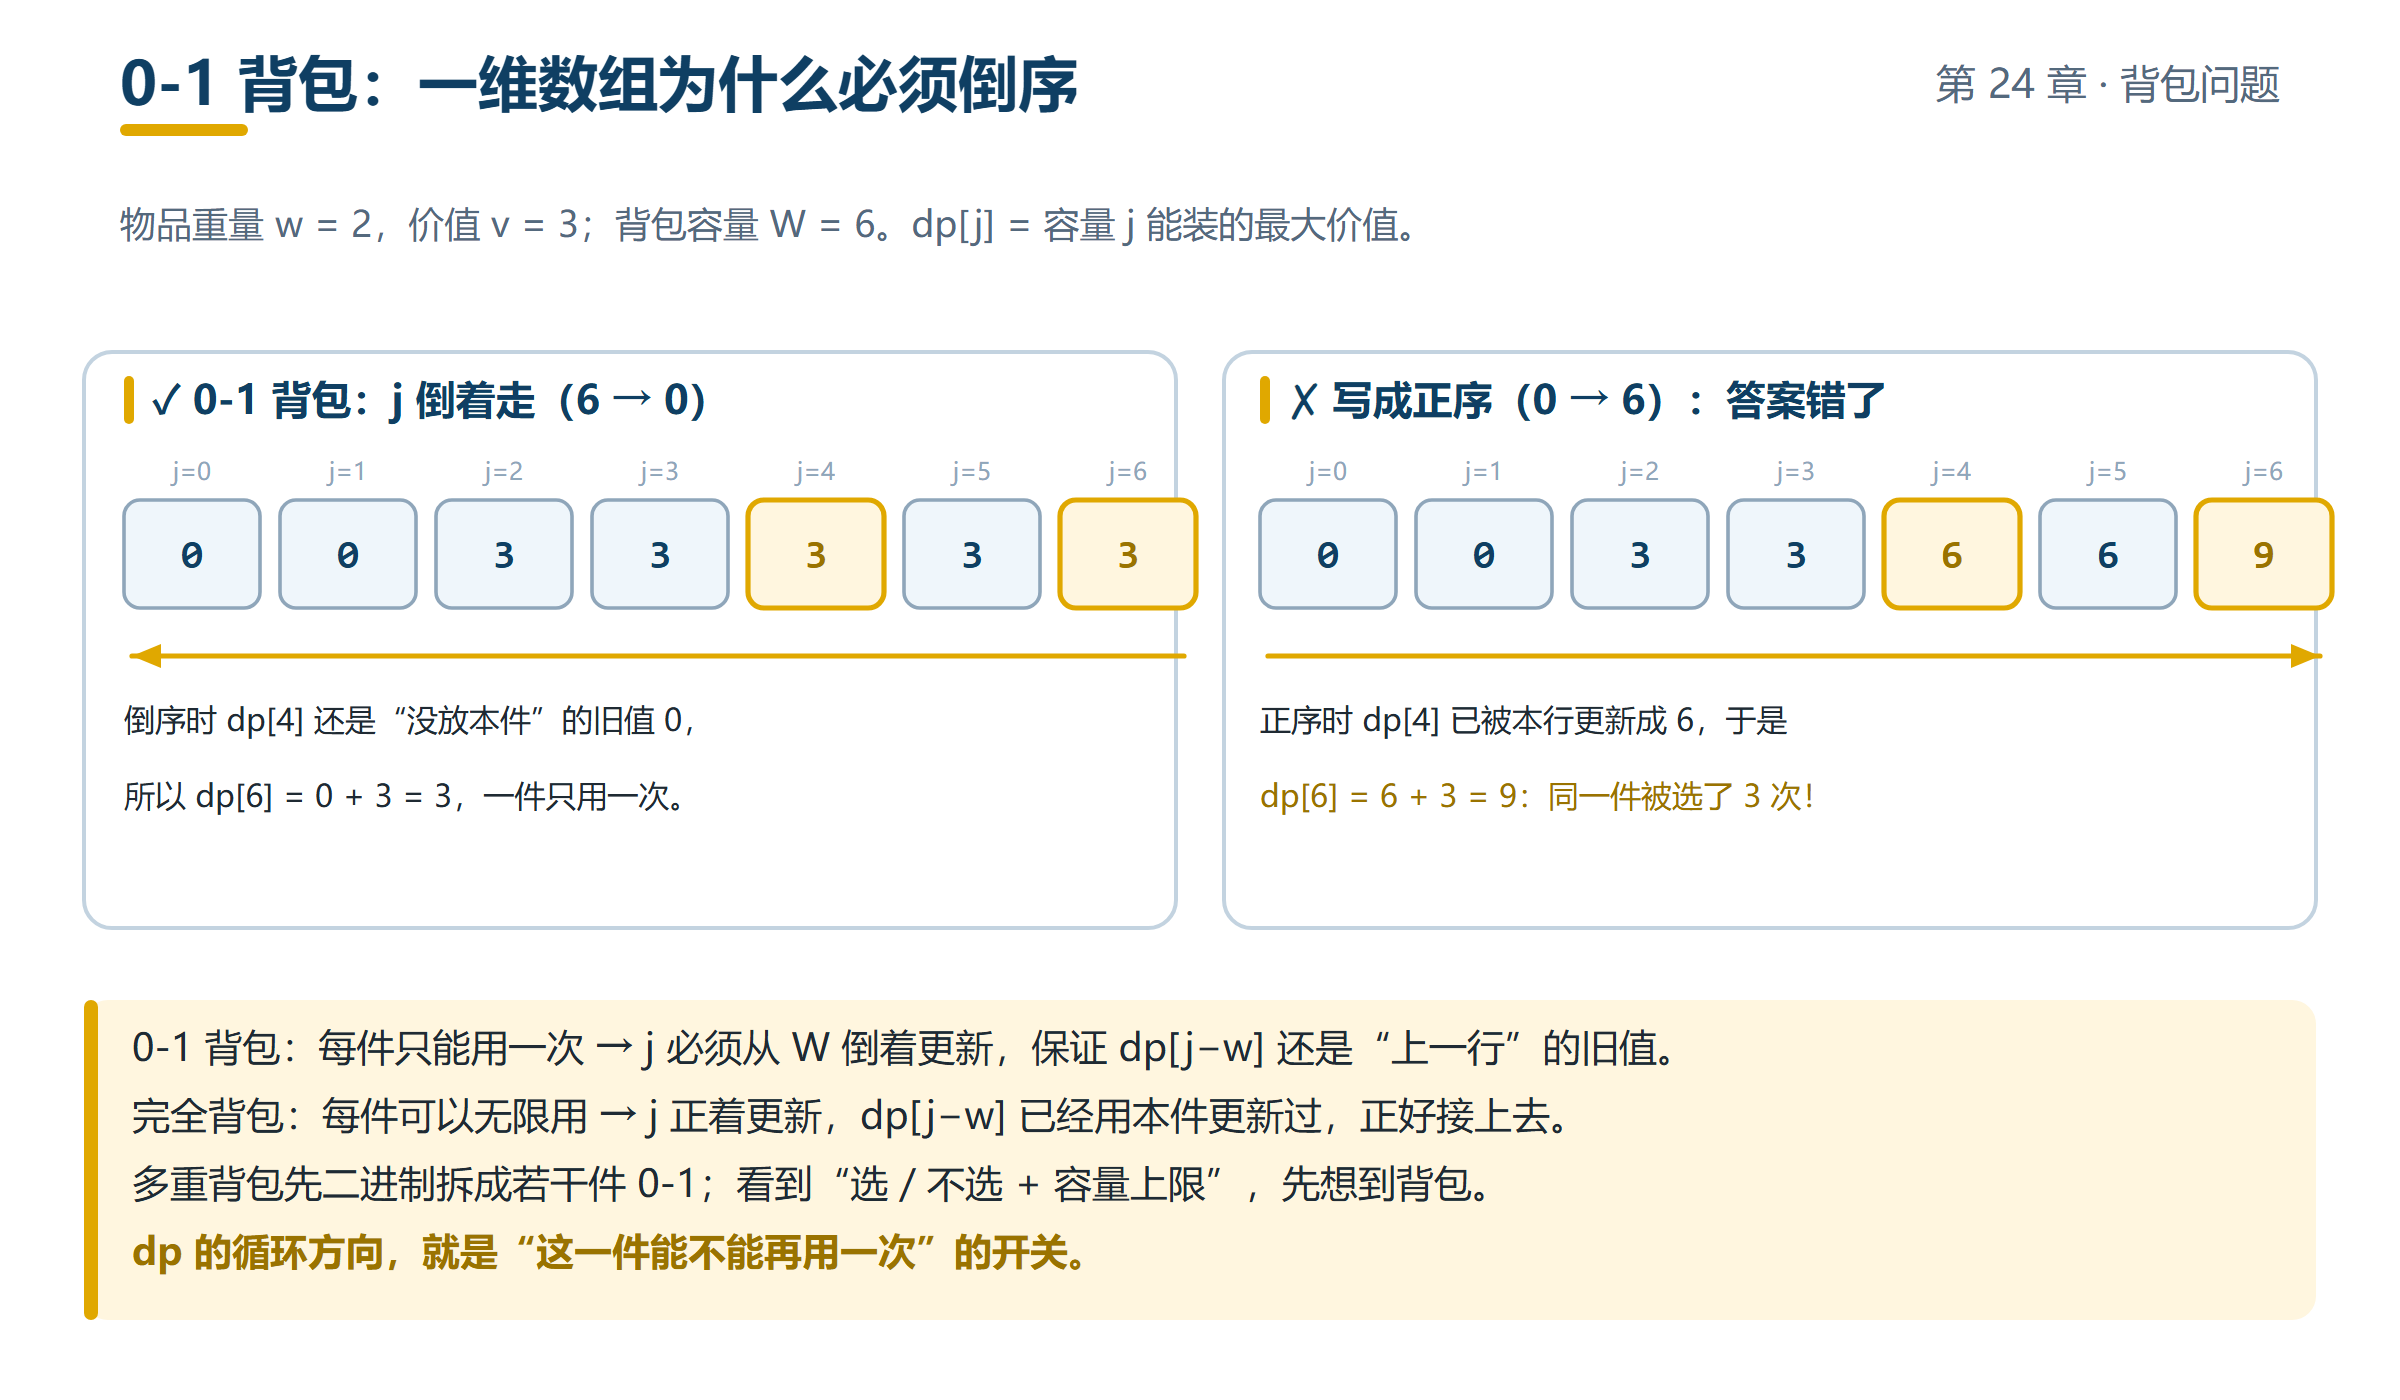 0-1 背包：一维数组为什么必须倒序
第 24 章 · 背包问题
物品重量 w = 2，价值 v = 3；背包容量 W = 6。dp[j] = 容量 j 能装的最大价值。
✓ 0-1 背包：j 倒着走（6 → 0）
j=0 j=1 j=2 j=3 j=4 j=5 j=6
0 0 3 3 3 3 3
倒序时 dp[4] 还是“没放本件”的旧值 0，
所以 dp[6] = 0 + 3 = 3，一件只用一次。
✗ 写成正序（0 → 6）：答案错了
j=0 j=1 j=2 j=3 j=4 j=5 j=6
0 0 3 3 6 6 9
正序时 dp[4] 已被本行更新成 6，于是
dp[6] = 6 + 3 = 9：同一件被选了 3 次！
0-1 背包：每件只能用一次 → j 必须从 W 倒着更新，保证 dp[j−w] 还是“上一行”的旧值。
完全背包：每件可以无限用 → j 正着更新，dp[j−w] 已经用本件更新过，正好接上去。
多重背包先二进制拆成若干件 0-1；看到“选 / 不选 + 容量上限”，先想到背包。
dp 的循环方向，就是“这一件能不能再用一次”的开关。